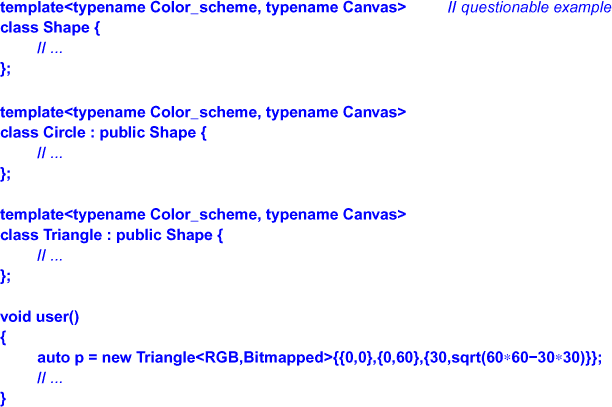 template<typename Color_scheme, typename Canvas> // questionable example
class Shape {
// ...
};
template<typename Color_scheme, typename Canvas>
class Circle : public Shape {
// ...
};
template<typename Color_scheme, typename Canvas>
class Triangle : public Shape {
// ...
};
void user()
{
auto p = new Triangle<RGB,Bitmapped>{{0,0},{0,60},{30,sqrt(60∗60−30∗30)}};
// ...
}